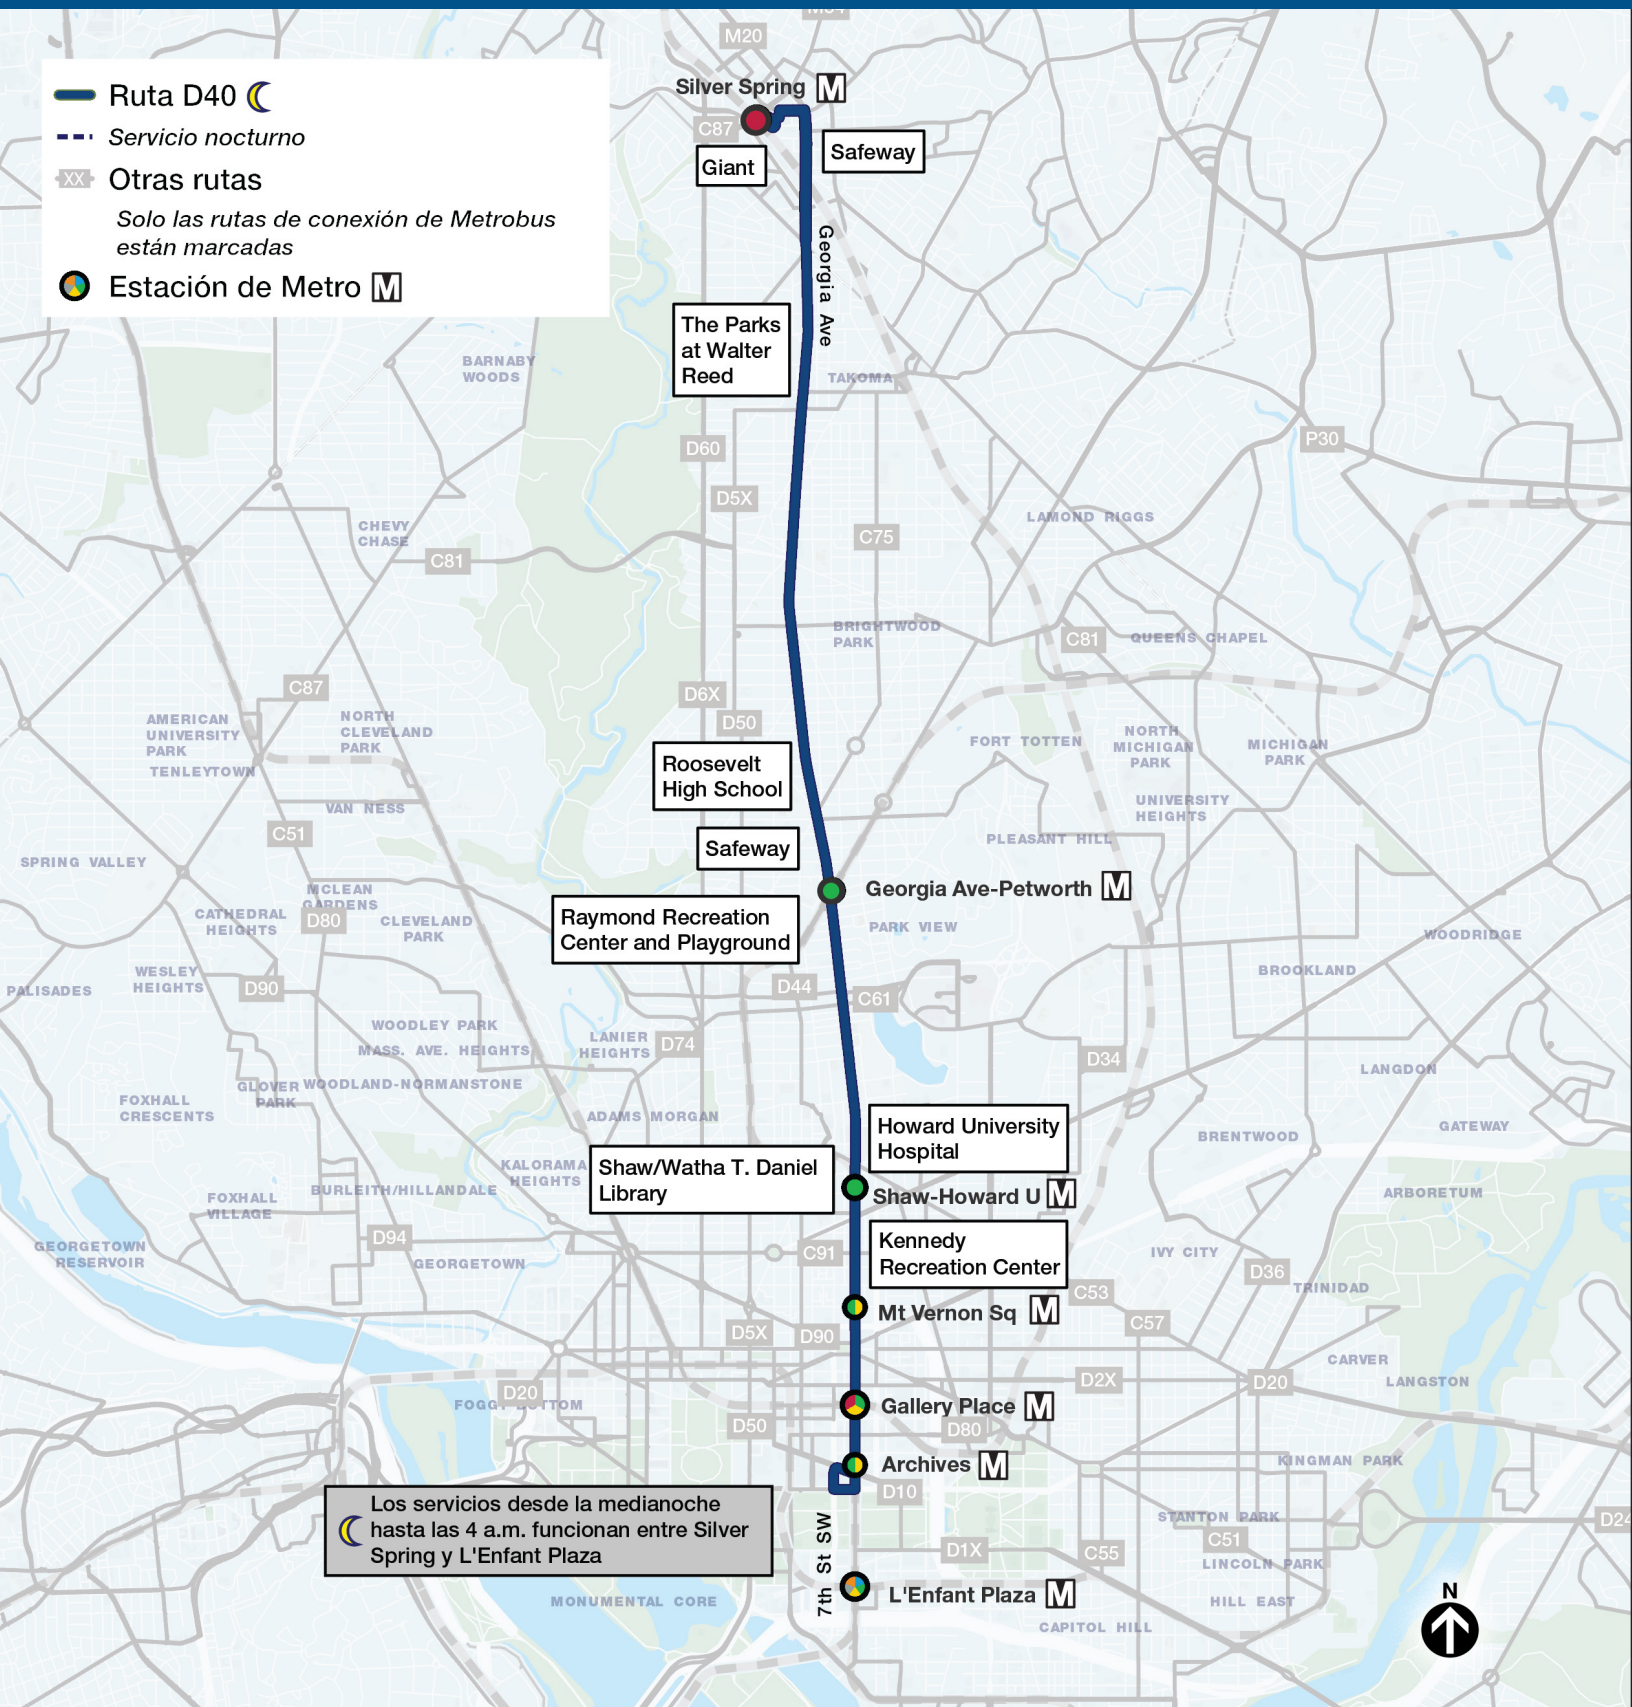 M20
Silver Spring M
Ruta D40
Servicio nocturno
XX Otras rutas
Solo las rutas de conexión de Metrobus
están marcadas
Estación de Metro M
C87
Giant
Safeway
Georgia Ave
The Parks
at Walter
Reed
BARNABY
WOODS
TAKOMA
P30
D60
D5X
CHEVY
CHASE
LAMOND RIGGS
C75
C81
BRIGHTWOOD
PARK
C81
QUEENS CHAPEL
C87
D6X
D50
AMERICAN
UNIVERSITY
PARK
NORTH
CLEVELAND
PARK
TENLEYTOWN
FORT TOTTEN
NORTH
MICHIGAN
PARK
MICHIGAN
PARK
Roosevelt
High School
VAN NESS
UNIVERSITY
HEIGHTS
C51
PLEASANT HILL
SPRING VALLEY
Safeway
MCLEAN
GARDENS
Georgia Ave-Petworth M
CATHEDRAL
HEIGHTS
D80
CLEVELAND
PARK
Raymond Recreation
Center and Playground
PARK VIEW
WOODRIDGE
BROOKLAND
WESLEY
HEIGHTS
PALISADES
D90
D44
C61
WOODLEY PARK
MASS. AVE. HEIGHTS
LANIER
HEIGHTS
D74
D34
LANGDON
GLOVER
PARK
WOODLAND-NORMANSTONE
FOXHALL
CRESCENTS
ADAMS MORGAN
Howard University
Hospital
BRENTWOOD
GATEWAY
Shaw/Watha T. Daniel
Library
KALORAMA
HEIGHTS
BURLEITH/HILLANDALE
FOXHALL
VILLAGE
Shaw-Howard U M
ARBORETUM
D94
GEORGETOWN
RESERVOIR
GEORGETOWN
C91
Kennedy
Recreation Center
IVY CITY
D36
TRINIDAD
C53
Mt Vernon Sq M
C57
D5X
D90
CARVER
LANGSTON
D20
FOGGY BOTTOM
D2X
D20
Gallery Place M
D50
D80
Archives M
KINGMAN PARK
D10
Los servicios desde la medianoche
hasta las 4 a.m. funcionan entre Silver
Spring y L'Enfant Plaza
7th St SW
STANTON PARK
D24
C51
D1X
C55
LINCOLN PARK
L'Enfant Plaza M
MONUMENTAL CORE
HILL EAST
CAPITOL HILL
N